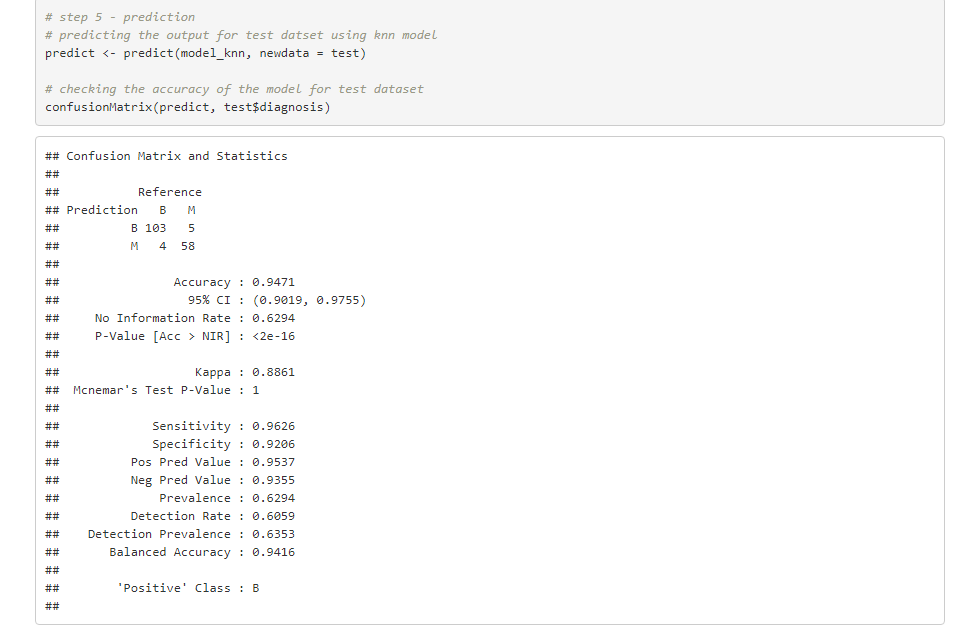 # step 5 - prediction
# predicting the output for test datset using knn model
predict <- predict(model_knn, newdata = test)

# checking the accuracy of the model for test dataset
confusionMatrix(predict, test$diagnosis)

## Confusion Matrix and Statistics
##
##           Reference
## Prediction   B   M
##          B 103   5
##          M   4  58
##
##                Accuracy : 0.9471
##                  95% CI : (0.9019, 0.9755)
##     No Information Rate : 0.6294
##     P-Value [Acc > NIR] : <2e-16
##
##                   Kappa : 0.8861
##  Mcnemar's Test P-Value : 1
##
##             Sensitivity : 0.9626
##             Specificity : 0.9206
##          Pos Pred Value : 0.9537
##          Neg Pred Value : 0.9355
##              Prevalence : 0.6294
##          Detection Rate : 0.6059
##    Detection Prevalence : 0.6353
##       Balanced Accuracy : 0.9416
##
##        'Positive' Class : B
##